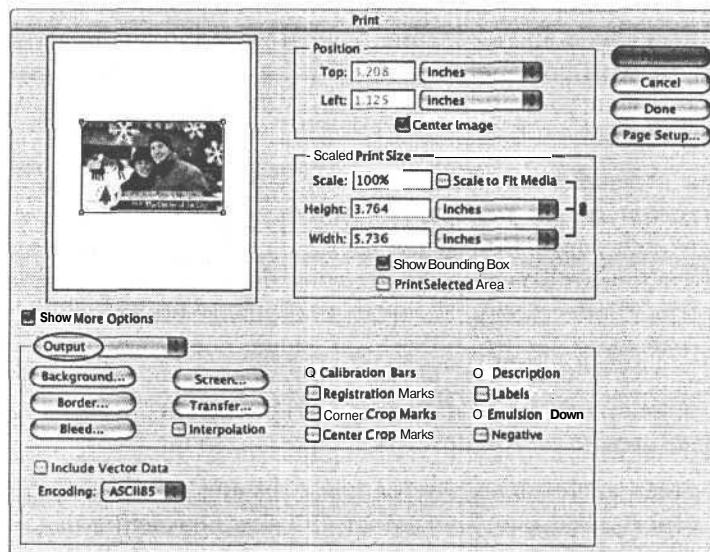 Print
Position
Top: 3.208 Inches
Left: 1.125 Inches
Center Image
Cancel
Done
Page Setup...
Scaled Print Size
Scale: 100% Scale to Fit Media
Height: 3.764 Inches
Width: 5.736 Inches
Show Bounding Box
Print Selected Area
Show More Options
Output
Background... Screen...
Border... Transfer...
Bleed... Interpolation
Calibration Bars Description
Registration Marks Labels
Corner Crop Marks Emulsion Down
Center Crop Marks Negative
Include Vector Data
Encoding: ASCII85